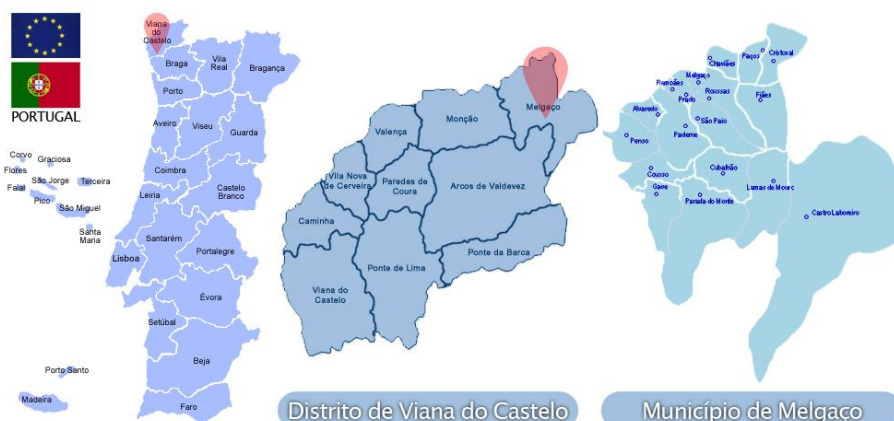 PORTUGAL
Viana
do
Castelo
Braga
Vila
Real
Bragança
Porto
Aveiro
Viseu
Guarda
Coimbra
Castelo
Branco
Leiria
Santarém
Portalegre
Lisboa
Évora
Setúbal
Beja
Faro
Corvo
Graciosa
Flores
São Jorge
Terceira
Faial
Pico
São Miguel
Santa
Maria
Porto Santo
Madeira
Melgaço
Monção
Valença
Vila Nova
de Cerveira
Paredes de
Coura
Arcos de Valdevez
Caminha
Ponte da Barca
Ponte de Lima
Viana do
Castelo
Distrito de Viana do Castelo
Cristoval
Paços
Chaviães
Melgaço
Remoães
Prado
Roussas
Fiães
Alvaredo
São Paio
Paderne
Penso
Cubalhão
Cousso
Gave
Lamas de Mouro
Parada do Monte
Castro Laboreiro
Município de Melgaço